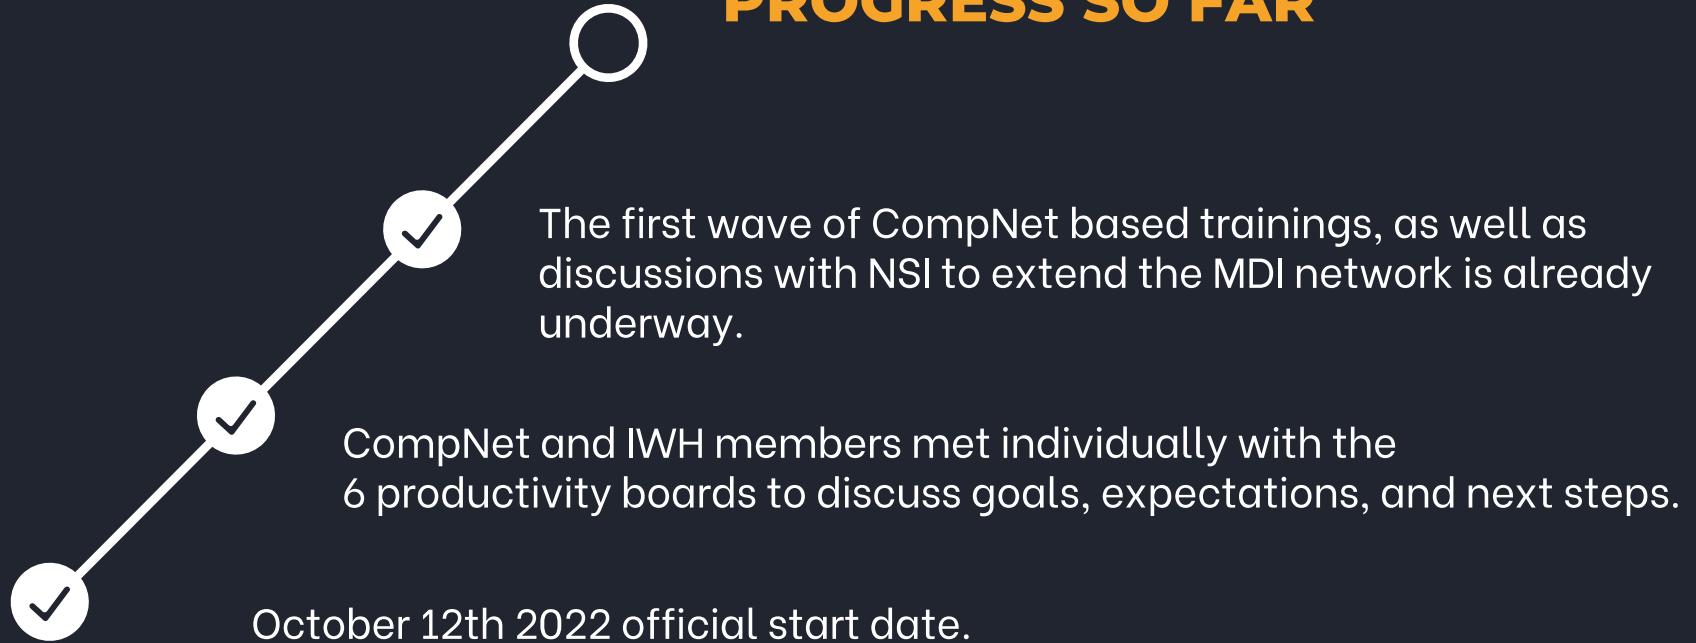 PROGRESS SO FAR
The first wave of CompNet based trainings, as well as
discussions with NSI to extend the MDI network is already
underway.
CompNet and IWH members met individually with the
6 productivity boards to discuss goals, expectations, and next steps.
October 12th 2022 official start date.